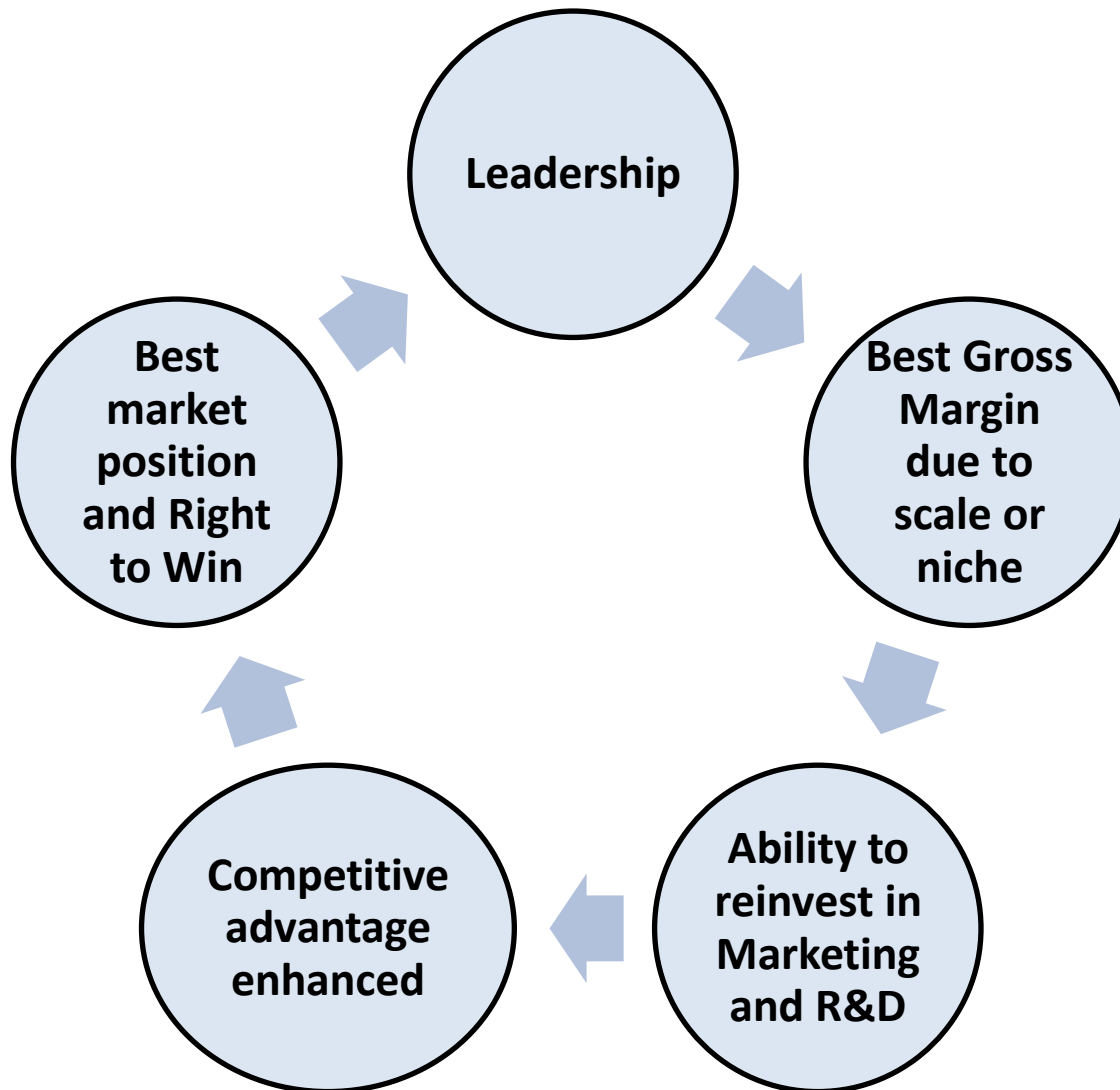 Leadership
Best Gross
Margin
due to
scale or
niche
Ability to
reinvest in
Marketing
and R&D
Competitive
advantage
enhanced
Best
market
position
and Right
to Win